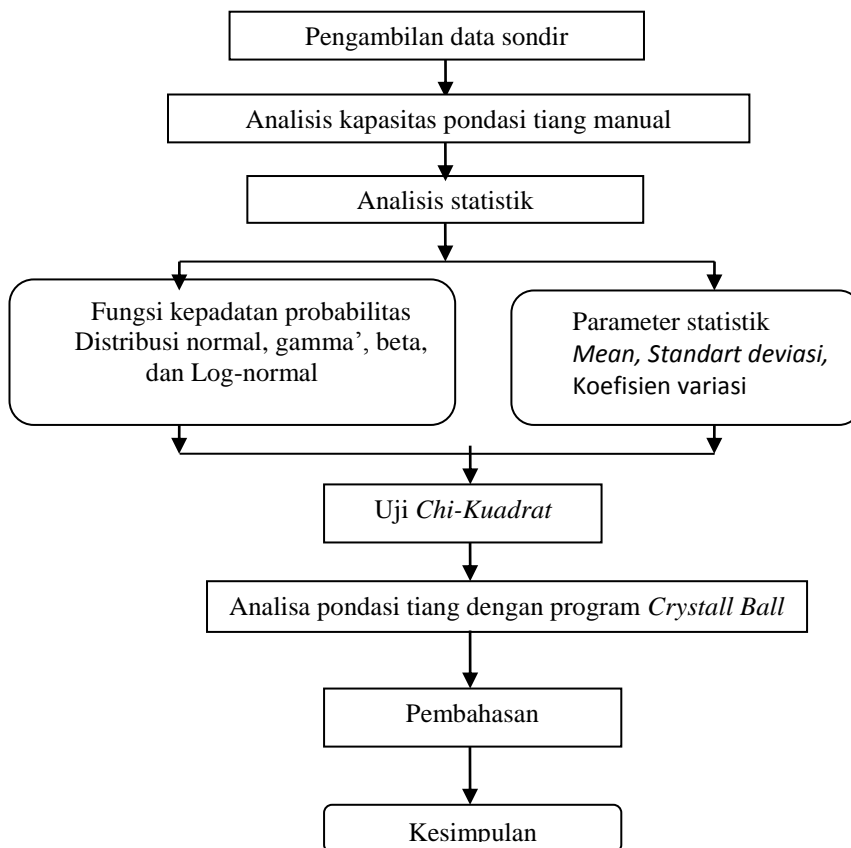 Pengambilan data sondir
Analisis kapasitas pondasi tiang manual
Analisis statistik
Fungsi kepadatan probabilitas
Distribusi normal, gamma’, beta,
dan Log-normal
Parameter statistik
Mean, Standart deviasi,
Koefisien variasi
Uji Chi-Kuadrat
Analisa pondasi tiang dengan program Crystall Ball
Pembahasan
Kesimpulan